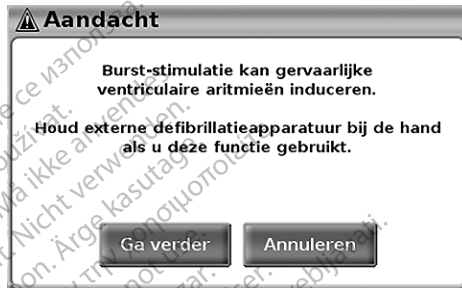 Aandacht
Burst-stimulatie kan gervaarlijke
ventriculaire aritmieën induceren.
Houd externe defibrillatieapparatuur bij de hand
als u deze functie gebruikt.
Ga verder
Annuleren